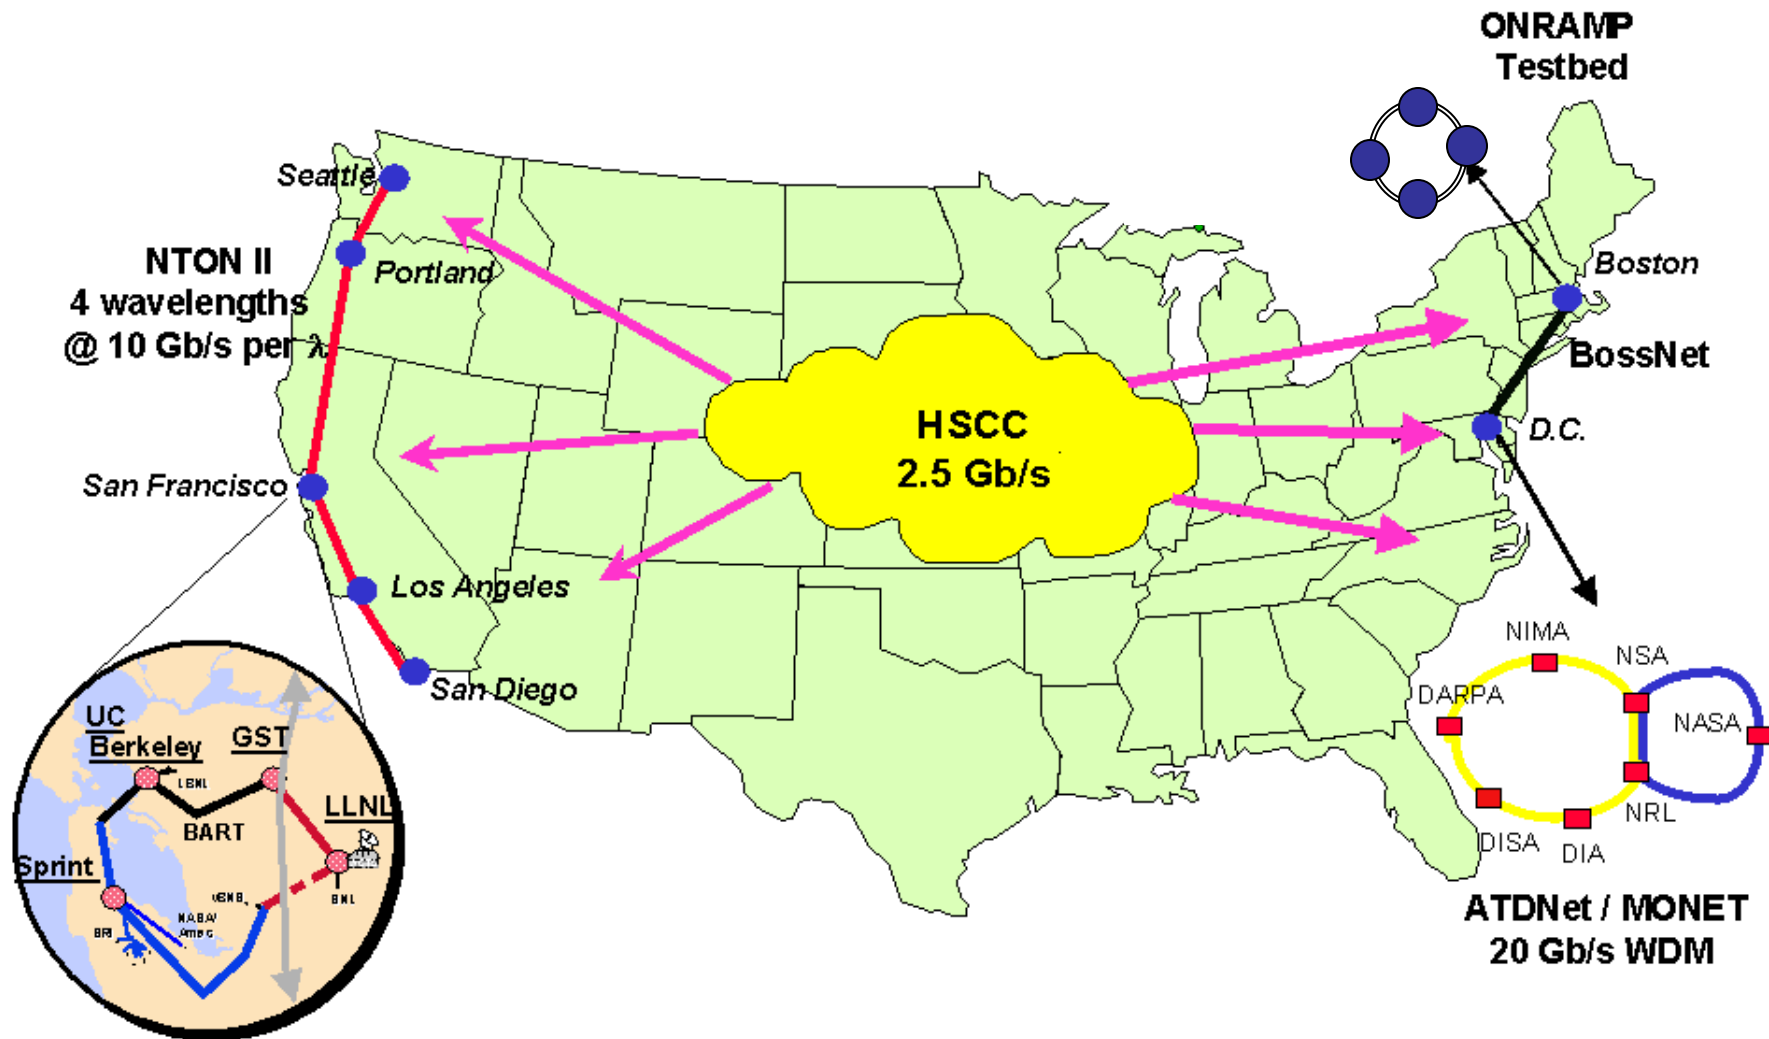 ONRAMP
Testbed
Seattle
NTON II
4 wavelengths
@ 10 Gb/s per λ
Portland
Boston
BossNet
HSCC
2.5 Gb/s
D.C.
San Francisco
Los Angeles
San Diego
NIMA
NSA
DARPA
NASA
NRL
DISA
DIA
ATDNet / MONET
20 Gb/s WDM
UC
Berkeley
GST
LBNL
LLNL
BART
Sprint